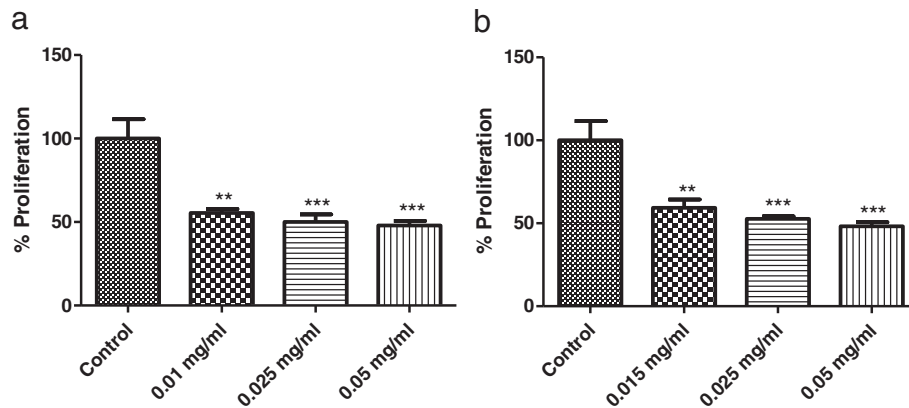 a
% Proliferation
150
100
50
0
**
***
***
Control
0.01 mg/ml
0.025 mg/ml
0.05 mg/ml
b
% Proliferation
150
100
50
0
**
***
***
Control
0.015 mg/ml
0.025 mg/ml
0.05 mg/ml